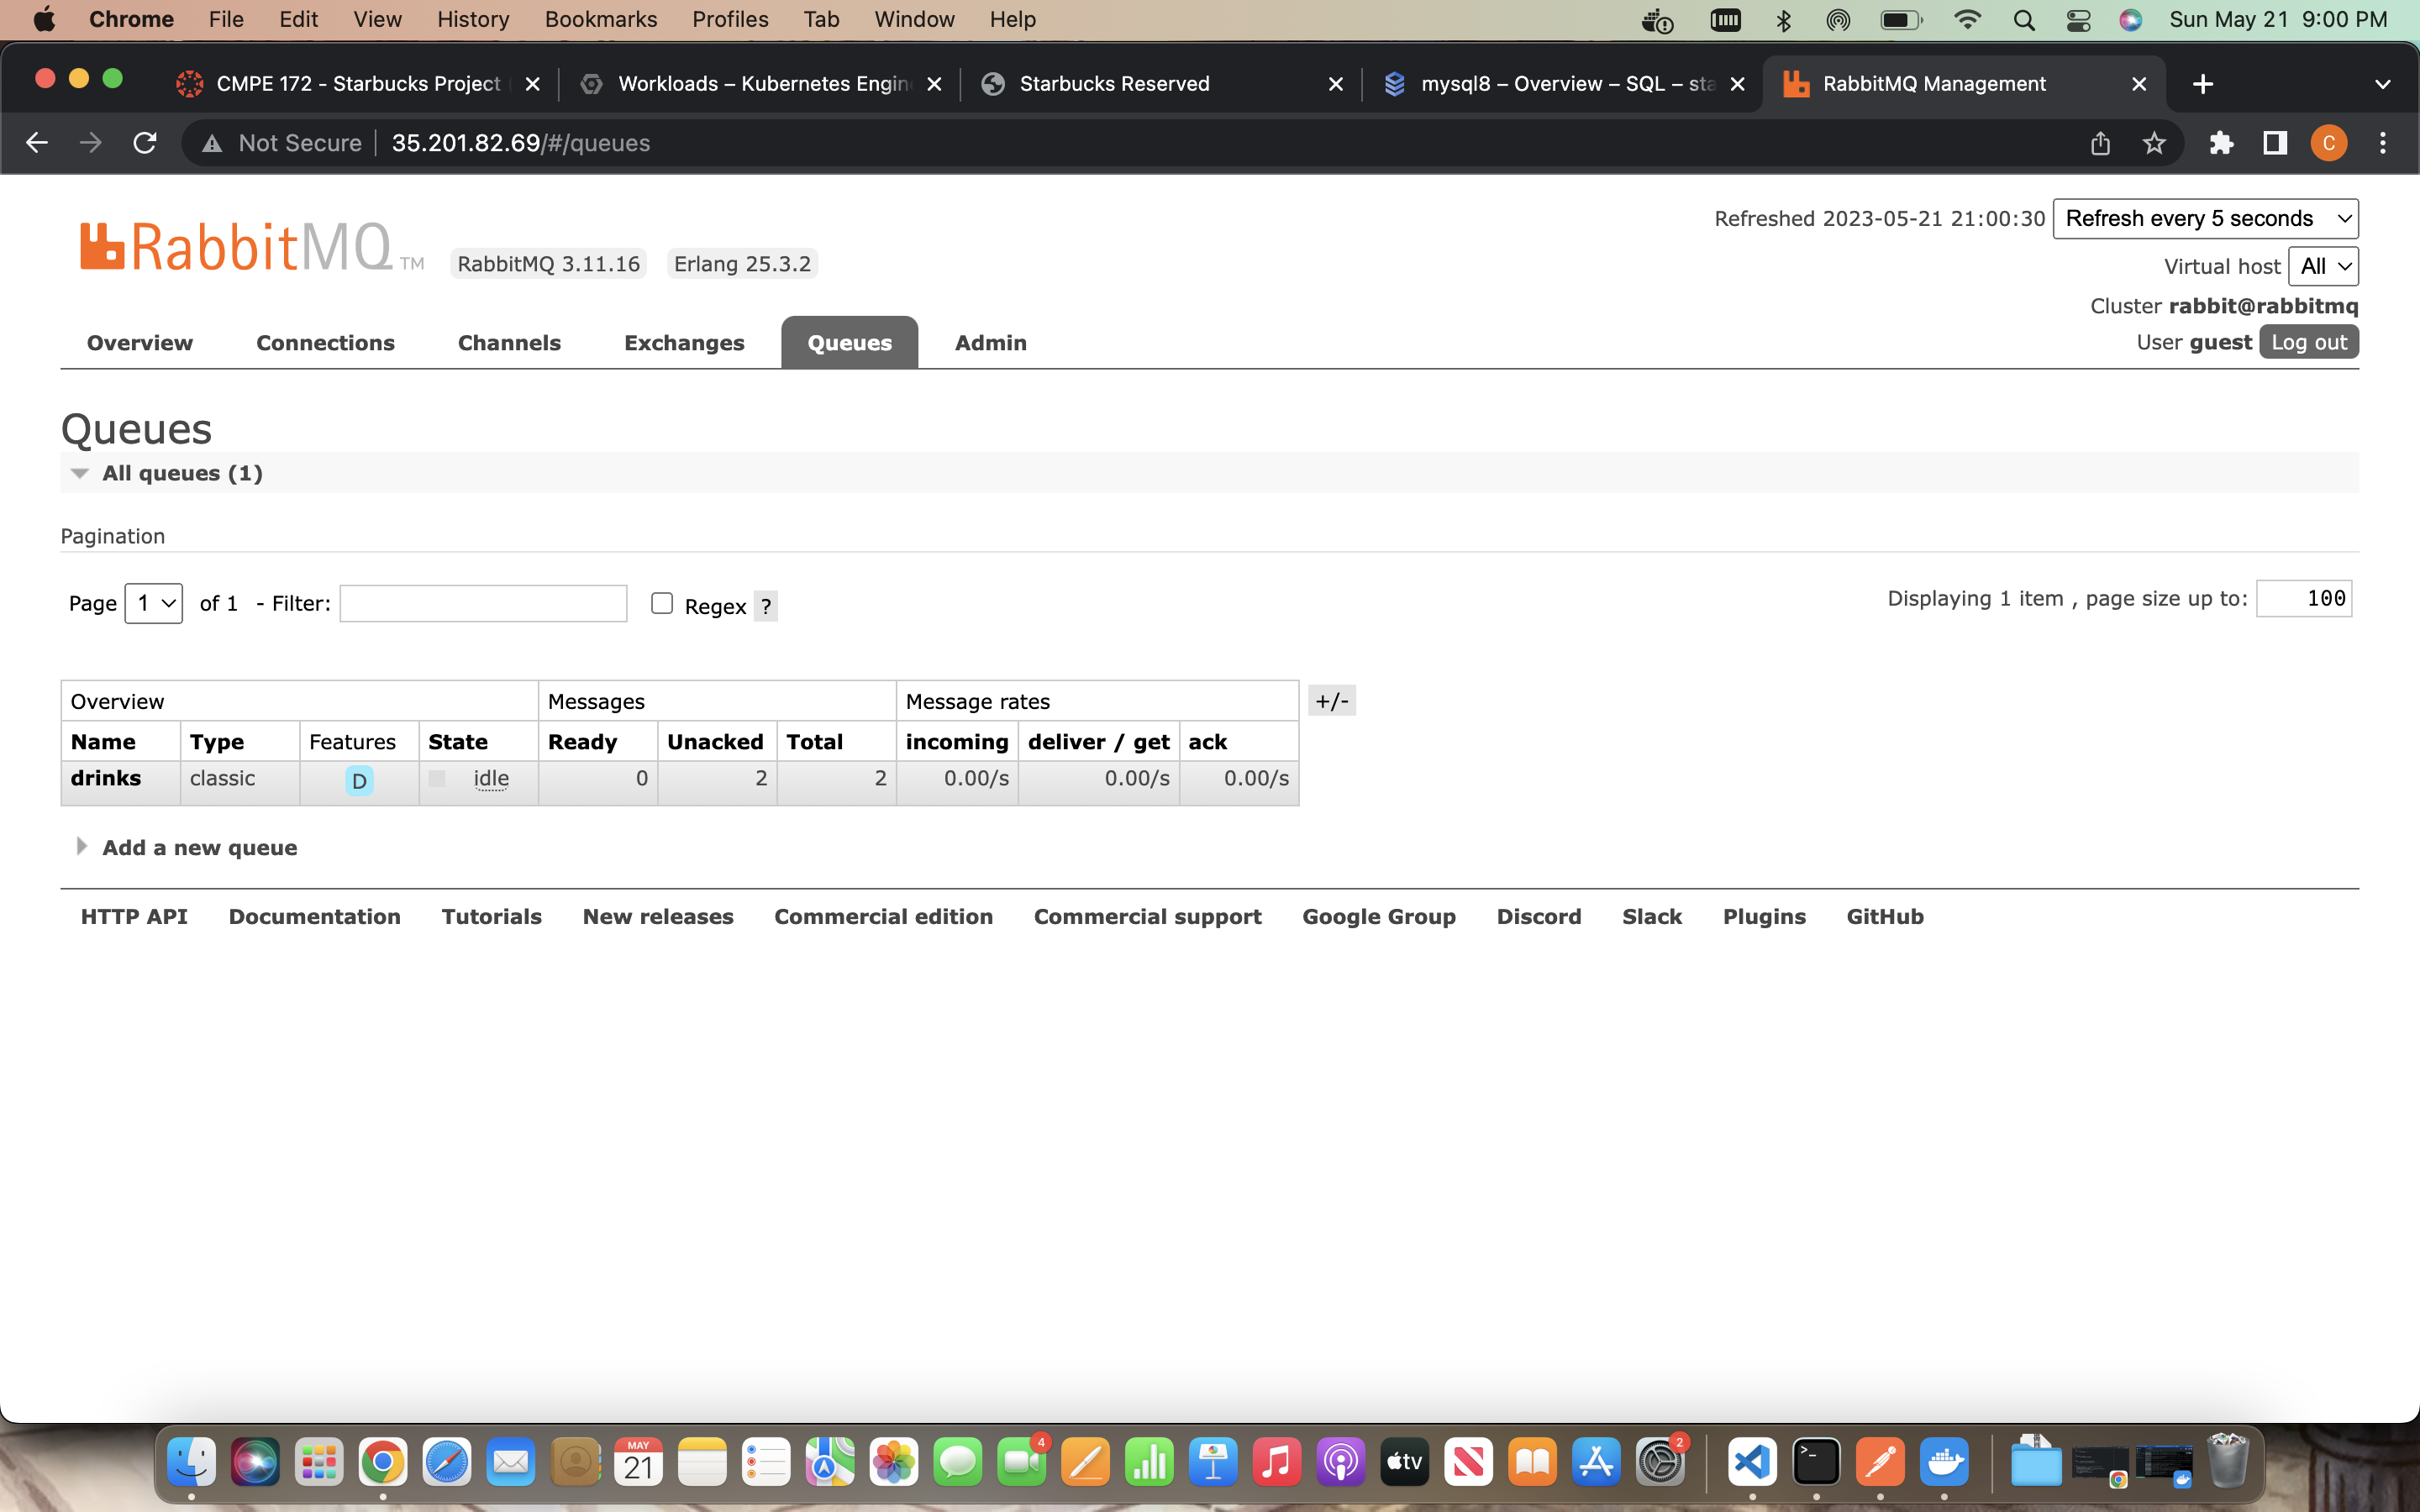 Chrome File Edit View History Bookmarks Profiles Tab Window Help Sun May 21 9:00 PM
CMPE 172 - Starbucks Project Workloads – Kubernetes Engin Starbucks Reserved mysql8 – Overview – SQL – sta RabbitMQ Management
Not Secure 35.201.82.69/#/queues C
Refreshed 2023-05-21 21:00:30 Refresh every 5 seconds
RabbitMQ TM RabbitMQ 3.11.16 Erlang 25.3.2
Virtual host All
Cluster rabbit@rabbitmq
Overview Connections Channels Exchanges Queues Admin User guest Log out
Queues
All queues (1)
Pagination
Page 1 of 1 - Filter: Regex ? Displaying 1 item , page size up to: 100
Overview Messages Message rates +/-
Name Type Features State Ready Unacked Total incoming deliver / get ack
drinks classic D idle 0 2 2 0.00/s 0.00/s 0.00/s
Add a new queue
HTTP API Documentation Tutorials New releases Commercial edition Commercial support Google Group Discord Slack Plugins GitHub
MAY 4 tv 2
21